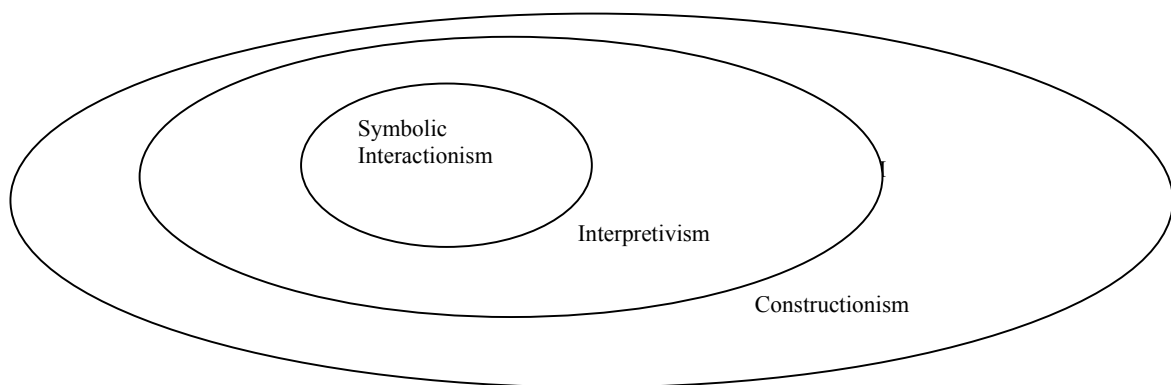 Symbolic
Interactionism
I
Interpretivism
Constructionism